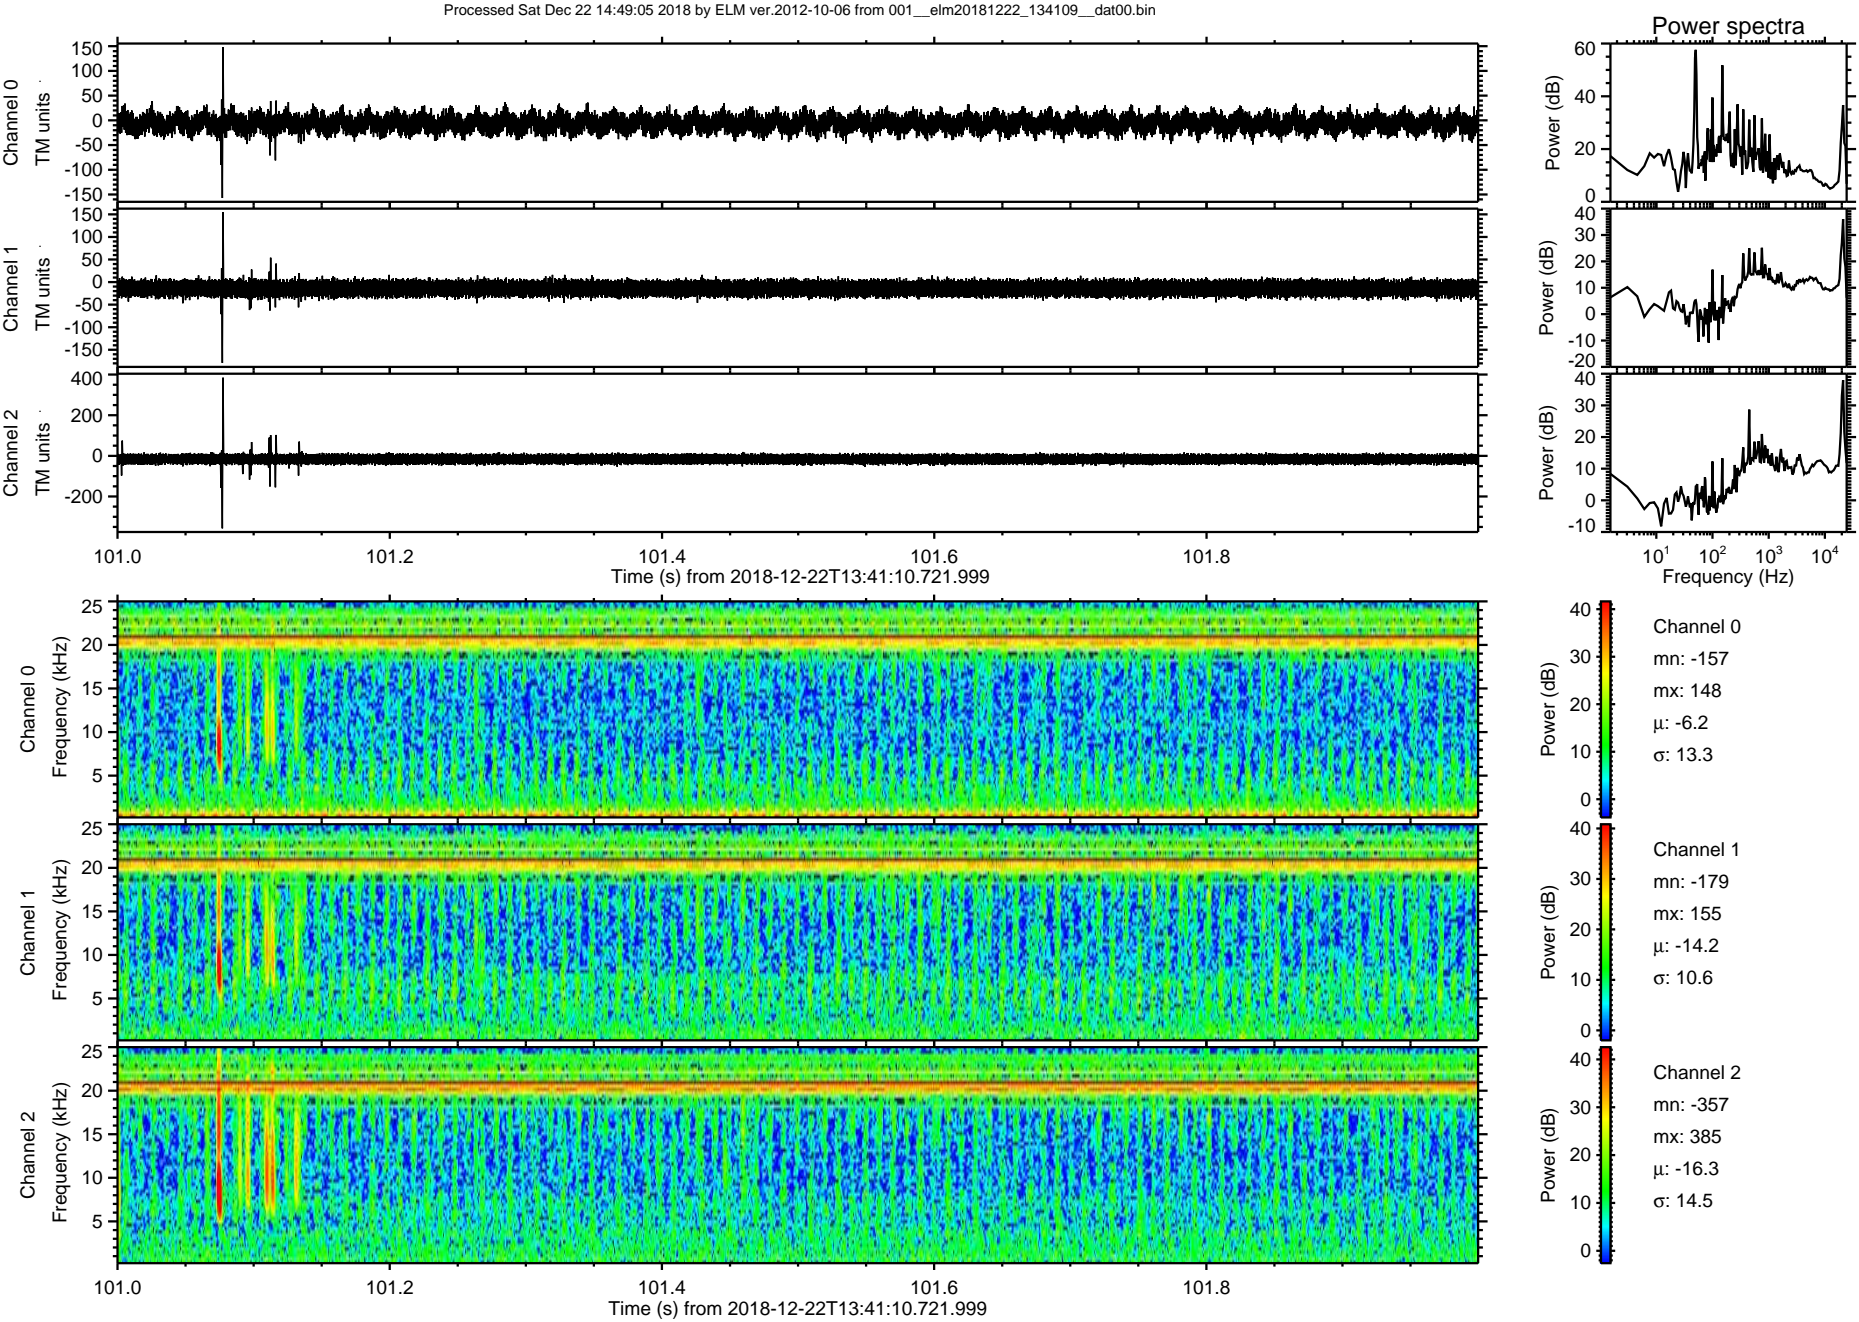 Processed Sat Dec 22 14:49:05 2018 by ELM ver.2012-10-06 from 001__elm20181222_134109__dat00.bin
Power spectra
Channel 0
TM units
150
100
50
0
-50
-100
-150
Power (dB)
60
40
20
0
Channel 1
TM units
150
100
50
0
-50
-100
-150
Power (dB)
40
30
20
10
0
-10
-20
Channel 2
TM units
400
200
0
-200
Power (dB)
40
30
20
10
0
-10
101.0 101.2 101.4 101.6 101.8
Time (s) from 2018-12-22T13:41:10.721.999
10¹ 10² 10³ 10⁴
Frequency (Hz)
Channel 0
Frequency (kHz)
25
20
15
10
5
Power (dB)
40
30
20
10
0
Channel 0
mn: -157
mx: 148
μ: -6.2
σ: 13.3
Channel 1
Frequency (kHz)
25
20
15
10
5
Power (dB)
40
30
20
10
0
Channel 1
mn: -179
mx: 155
μ: -14.2
σ: 10.6
Channel 2
Frequency (kHz)
25
20
15
10
5
Power (dB)
40
30
20
10
0
Channel 2
mn: -357
mx: 385
μ: -16.3
σ: 14.5
101.0 101.2 101.4 101.6 101.8
Time (s) from 2018-12-22T13:41:10.721.999